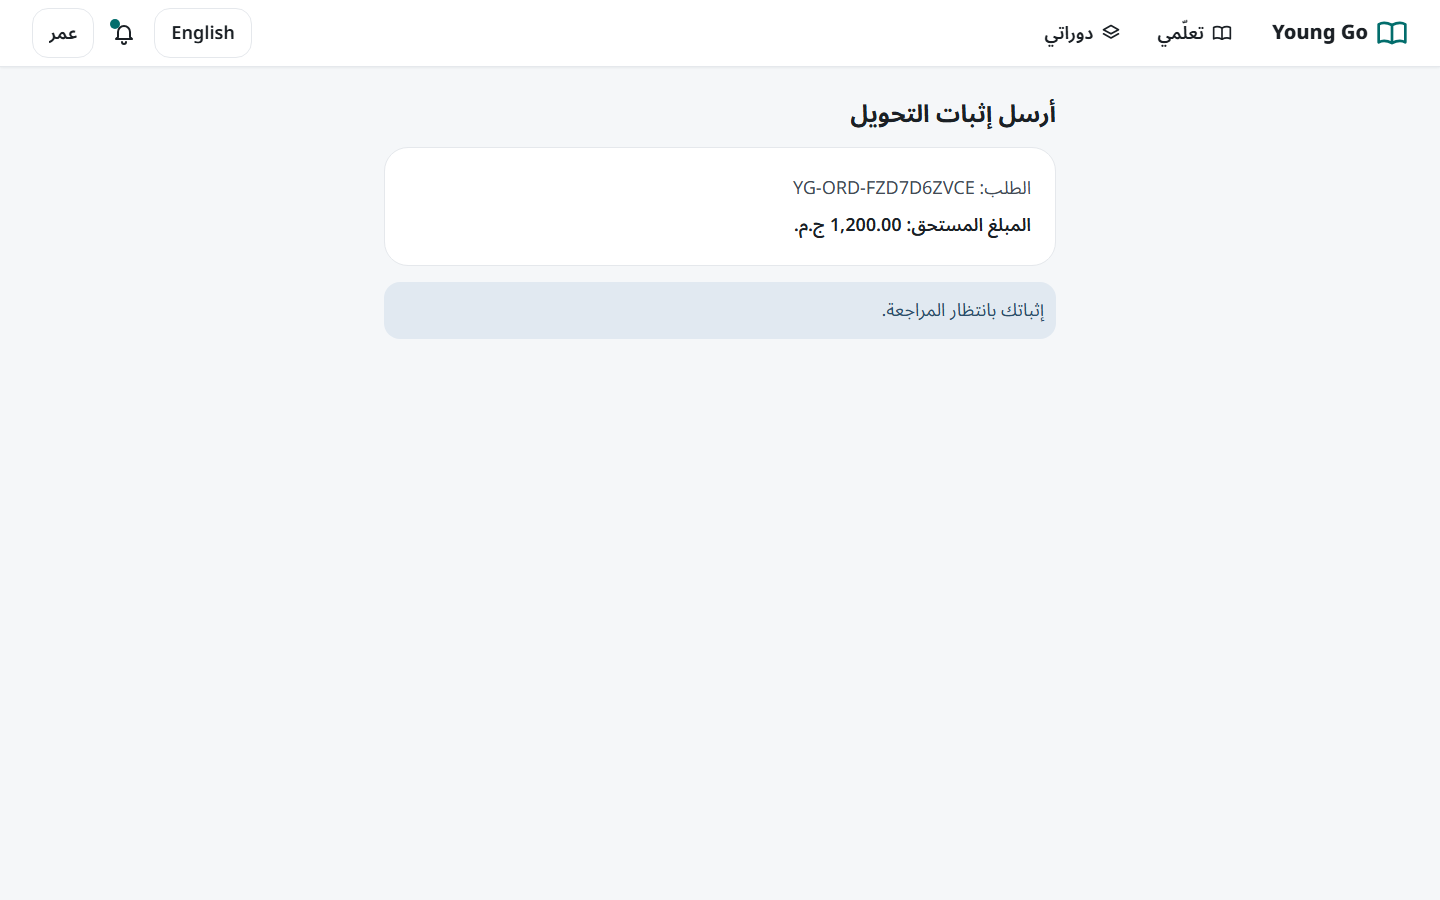 Young Go
تعلّمي
دوراتي
English
عمر
أرسل إثبات التحويل
الطلب: YG-ORD-FZD7D6ZVCE
المبلغ المستحق: 1,200.00 ج.م.
إثباتك بانتظار المراجعة.